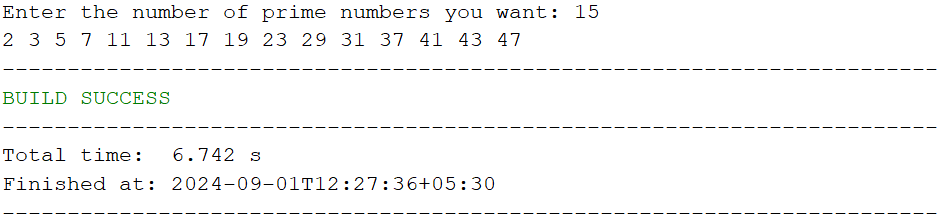 Enter the number of prime numbers you want: 15
2 3 5 7 11 13 17 19 23 29 31 37 41 43 47
------------------------------------------------------------------------
BUILD SUCCESS
------------------------------------------------------------------------
Total time:  6.742 s
Finished at: 2024-09-01T12:27:36+05:30
------------------------------------------------------------------------